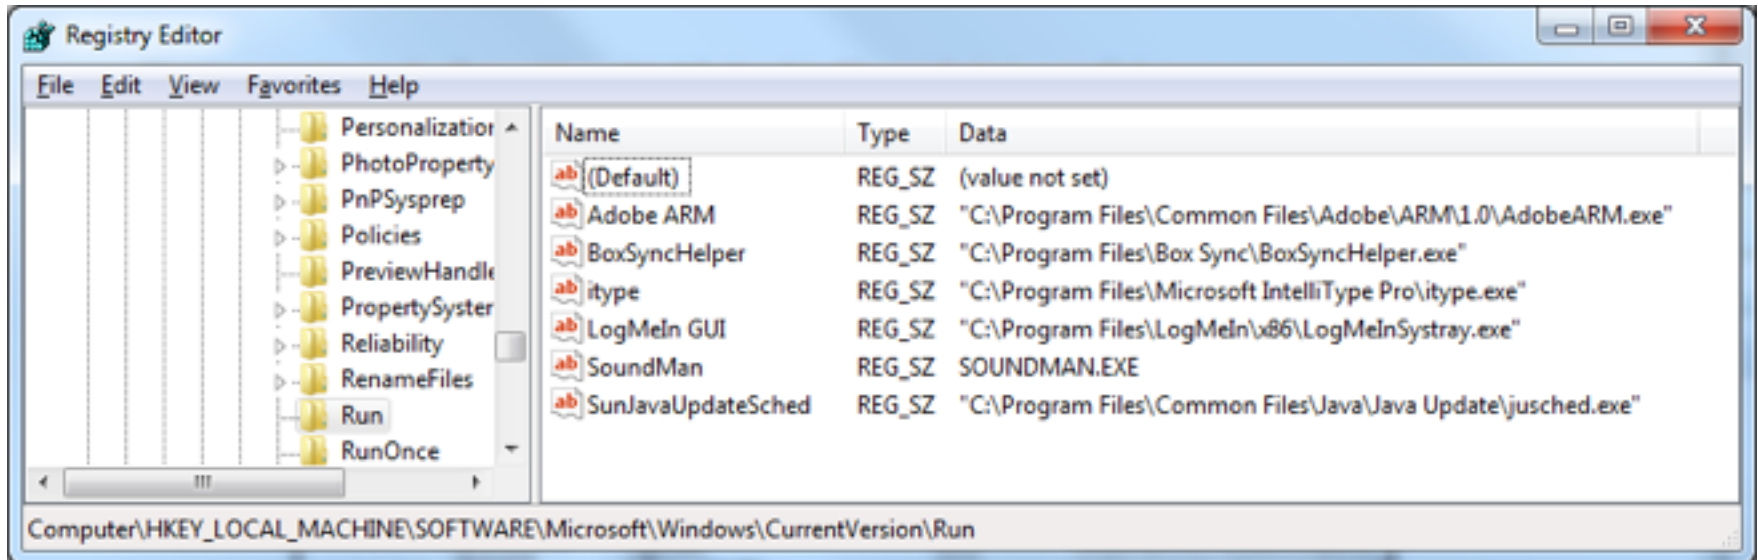 Registry Editor
File Edit View Favorites Help
Personalization
PhotoProperty
PnPSysprep
Policies
PreviewHandle
PropertySyster
Reliability
RenameFiles
Run
RunOnce
Name Type Data
(Default) REG_SZ (value not set)
Adobe ARM REG_SZ "C:\Program Files\Common Files\Adobe\ARM\1.0\AdobeARM.exe"
BoxSyncHelper REG_SZ "C:\Program Files\Box Sync\BoxSyncHelper.exe"
itype REG_SZ "C:\Program Files\Microsoft IntelliType Pro\itype.exe"
LogMeIn GUI REG_SZ "C:\Program Files\LogMeIn\x86\LogMeInSystray.exe"
SoundMan REG_SZ SOUNDMAN.EXE
SunJavaUpdateSched REG_SZ "C:\Program Files\Common Files\Java\Java Update\jusched.exe"
Computer\HKEY_LOCAL_MACHINE\SOFTWARE\Microsoft\Windows\CurrentVersion\Run